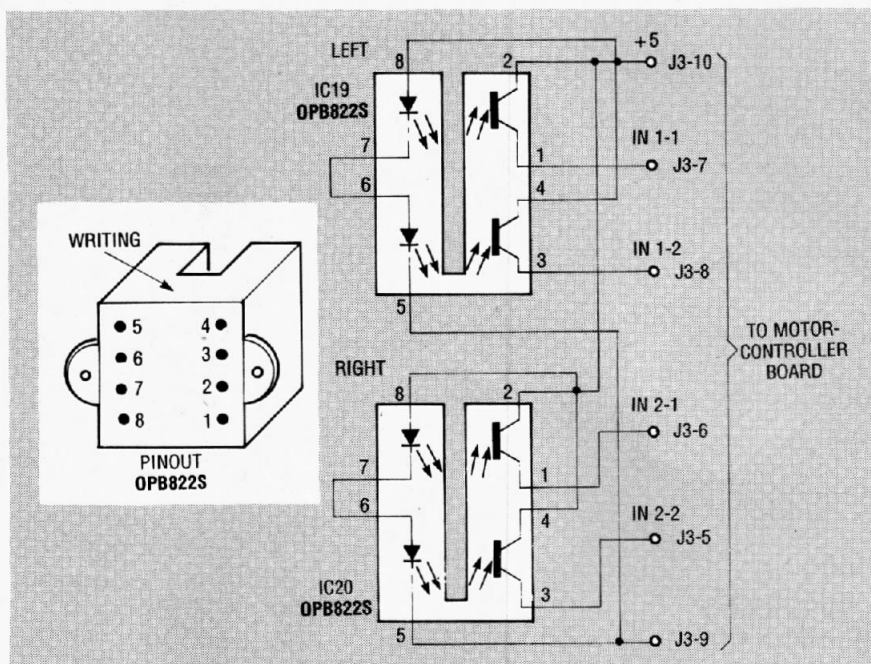 LEFT
8
2
+5
J3-10
IC19
OPB822S
IN 1-1
7
1
J3-7
6
4
IN 1-2
3
J3-8
5
WRITING
5 4
6 3
7 2
8 1
PINOUT
OPB822S
TO MOTOR-
CONTROLLER
BOARD
RIGHT
8
2
IN 2-1
J3-6
7
1
6
4
IN 2-2
J3-5
IC20
OPB822S
3
5
J3-9